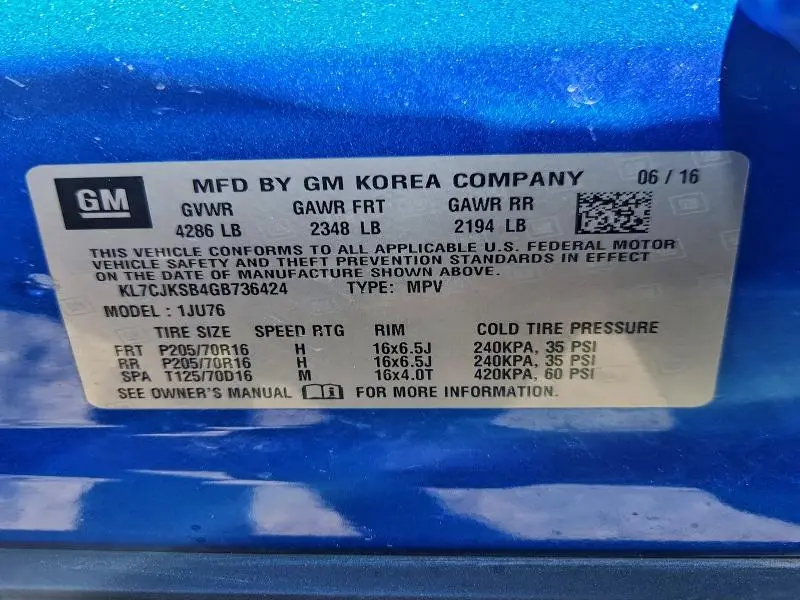 GM MFD BY GM KOREA COMPANY 06 / 16
GVWR GAWR FRT GAWR RR
4286 LB 2348 LB 2194 LB
THIS VEHICLE CONFORMS TO ALL APPLICABLE U.S. FEDERAL MOTOR
VEHICLE SAFETY AND THEFT PREVENTION STANDARDS IN EFFECT
ON THE DATE OF MANUFACTURE SHOWN ABOVE.
KL7CJKSB4GB736424 TYPE: MPV
MODEL : 1JU76
TIRE SIZE SPEED RTG RIM COLD TIRE PRESSURE
FRT P205/70R16 H 16x6.5J 240KPA, 35 PSI
RR P205/70R16 H 16x6.5J 240KPA, 35 PSI
SPA T125/70D16 M 16x4.0T 420KPA, 60 PSI
SEE OWNER'S MANUAL FOR MORE INFORMATION.